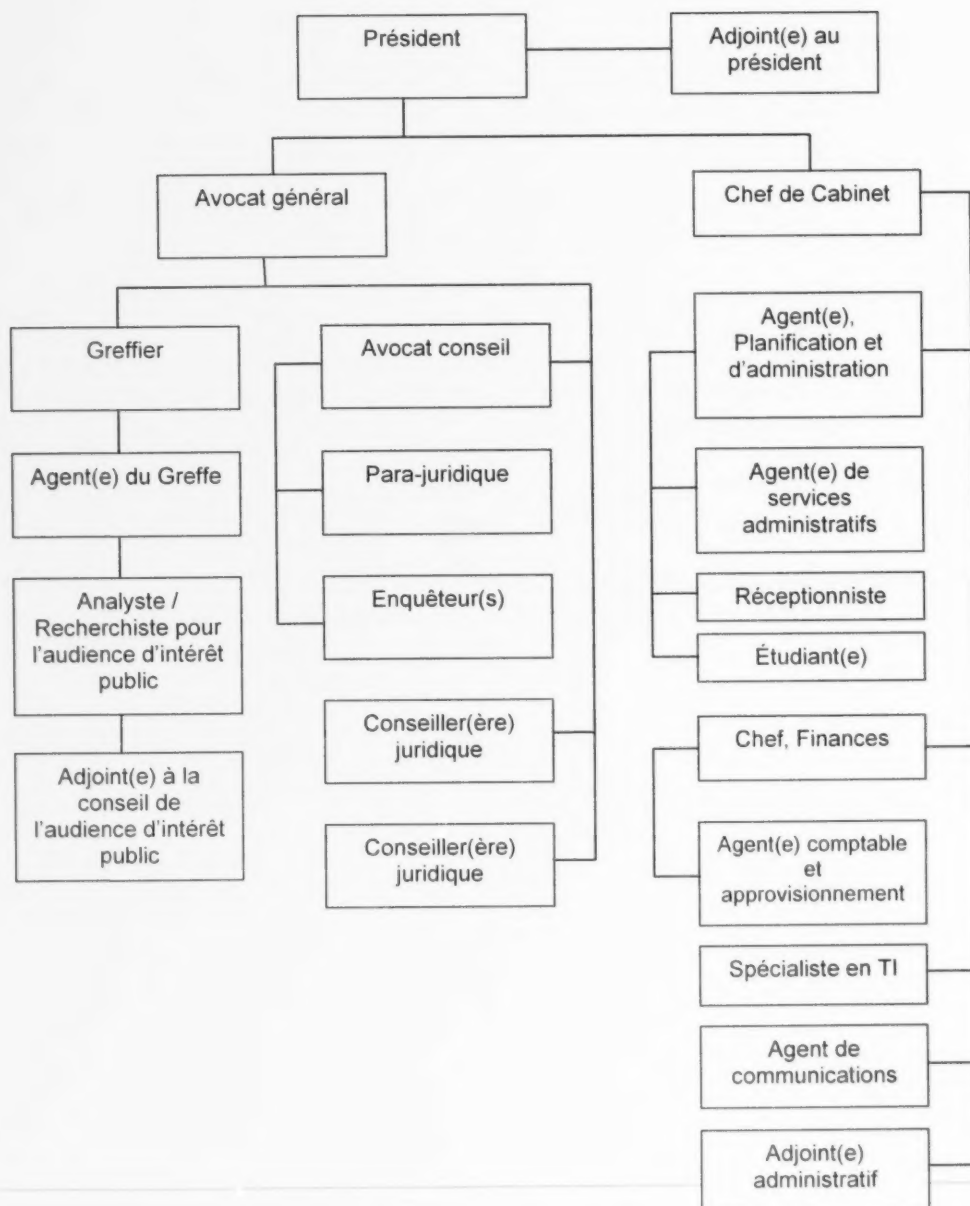 Président
Adjoint(e) au
président
Avocat général
Chef de Cabinet
Greffier
Agent(e) du Greffe
Analyste /
Recherchiste pour
l'audience d'intérêt
public
Adjoint(e) à la
conseil de
l'audience d'intérêt
public
Avocat conseil
Para-juridique
Enquêteur(s)
Conseiller(ère)
juridique
Conseiller(ère)
juridique
Agent(e),
Planification et
d'administration
Agent(e) de
services
administratifs
Réceptionniste
Étudiant(e)
Chef, Finances
Agent(e) comptable
et
approvisionnement
Spécialiste en TI
Agent de
communications
Adjoint(e)
administratif